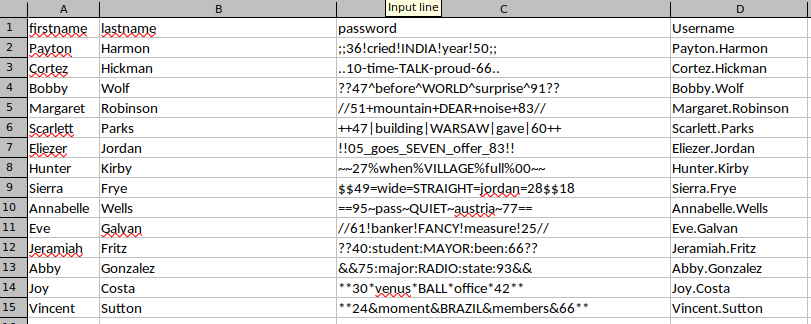 Input line
A B C D
1 firstname lastname password Username
2 Payton Harmon ;;36!cried!INDIA!year!50;; Payton.Harmon
3 Cortez Hickman ..10-time-TALK-proud-66.. Cortez.Hickman
4 Bobby Wolf ??47^before^WORLD^surprise^91?? Bobby.Wolf
5 Margaret Robinson //51+mountain+DEAR+noise+83// Margaret.Robinson
6 Scarlett Parks ++47|building|WARSAW|gave|60++ Scarlett.Parks
7 Eliezer Jordan !!05_goes_SEVEN_offer_83!! Eliezer.Jordan
8 Hunter Kirby ~~27%when%VILLAGE%full%00~~ Hunter.Kirby
9 Sierra Frye $$49=wide=STRAIGHT=jordan=28$$18 Sierra.Frye
10 Annabelle Wells ==95~pass~QUIET~austria~77== Annabelle.Wells
11 Eve Galvan //61!banker!FANCY!measure!25// Eve.Galvan
12 Jeramiah Fritz ??40:student:MAYOR:been:66?? Jeramiah.Fritz
13 Abby Gonzalez &&75:major:RADIO:state:93&& Abby.Gonzalez
14 Joy Costa **30*venus*BALL*office*42** Joy.Costa
15 Vincent Sutton **24&moment&BRAZIL&members&66** Vincent.Sutton